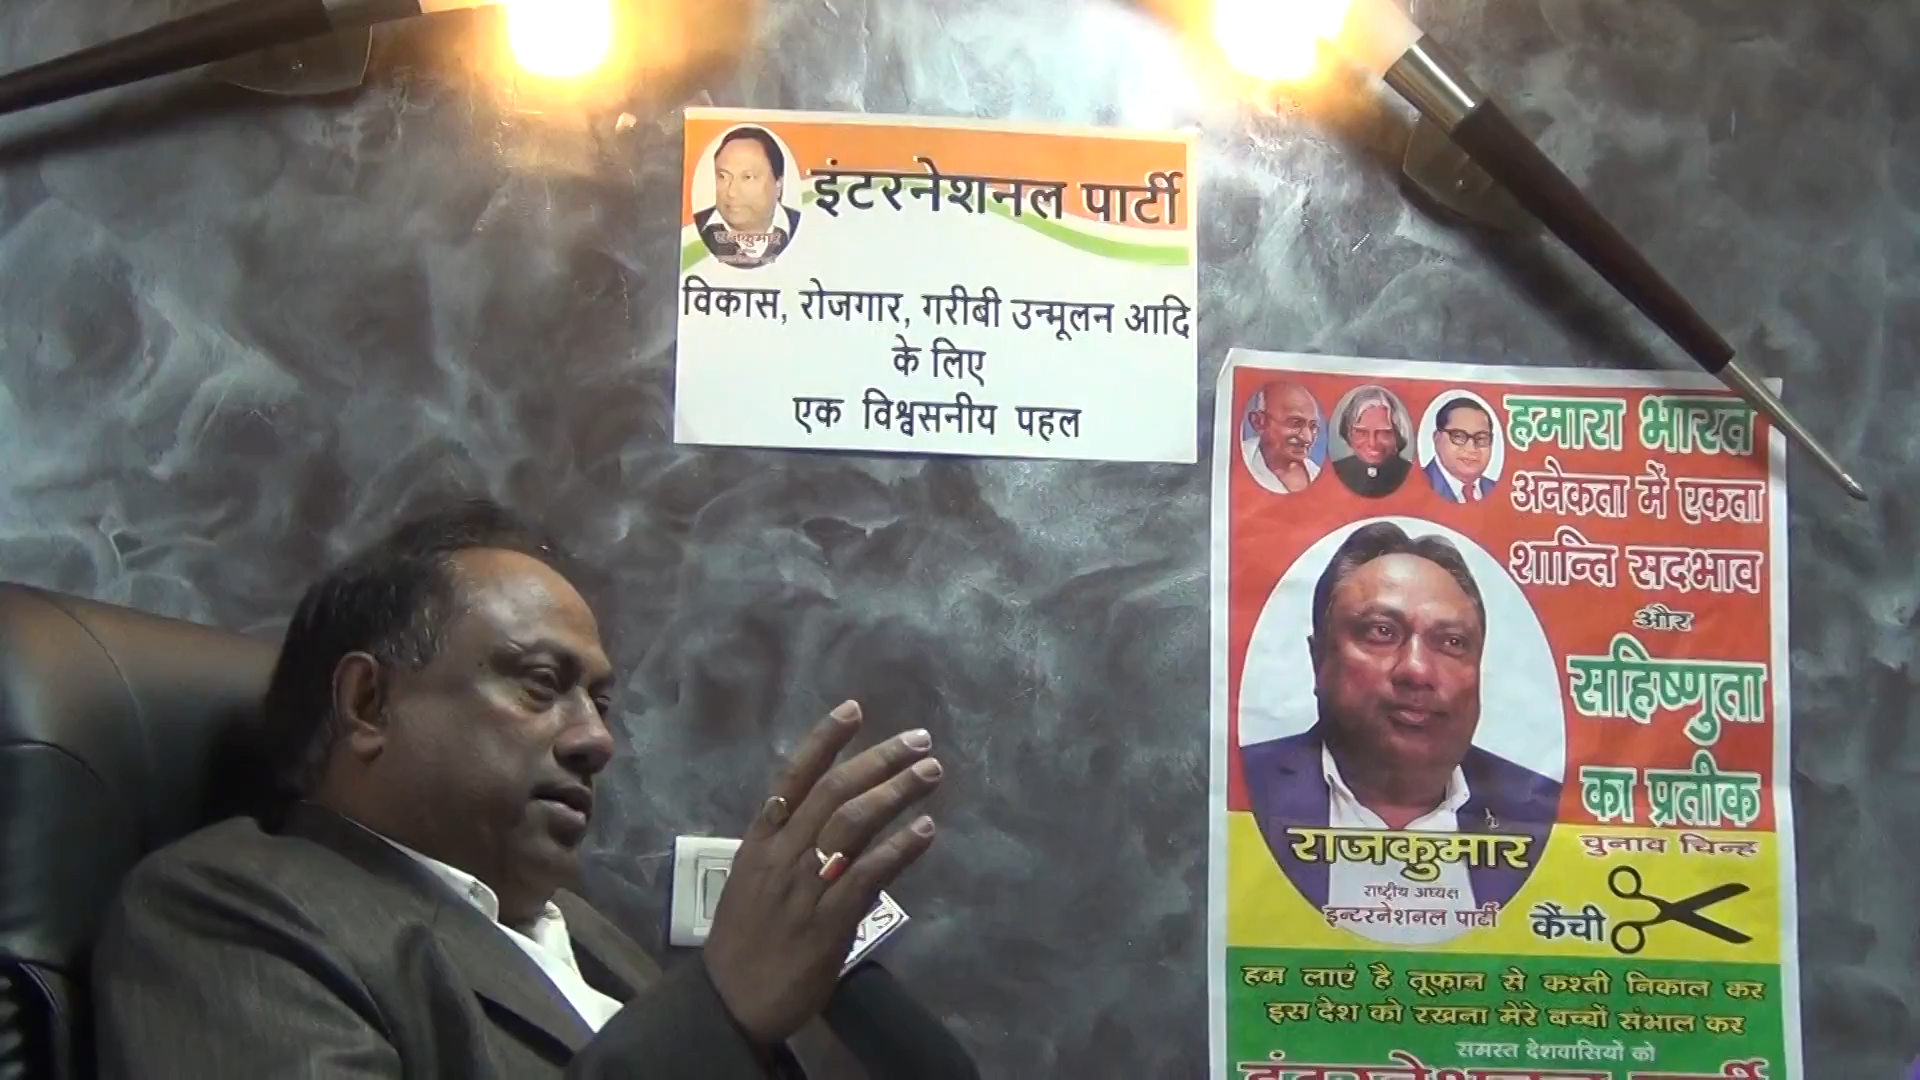 इंटरनेशनल पार्टी
राजकुमार
विकास, रोजगार, गरीबी उन्मूलन आदि
के लिए
एक विश्वसनीय पहल
हमारा भारत
अनेकता में एकता
शान्ति सदभाव
और
सहिष्णुता
का प्रतीक
राजकुमार
राष्ट्रीय अध्यक्ष
इन्टरनेशनल पार्टी
चुनाव चिन्ह
कैंची
हम लाएं है तूफ़ान से कश्ती निकाल कर
इस देश को रखना मेरे बच्चों संभाल कर
समस्त देशवासियों को